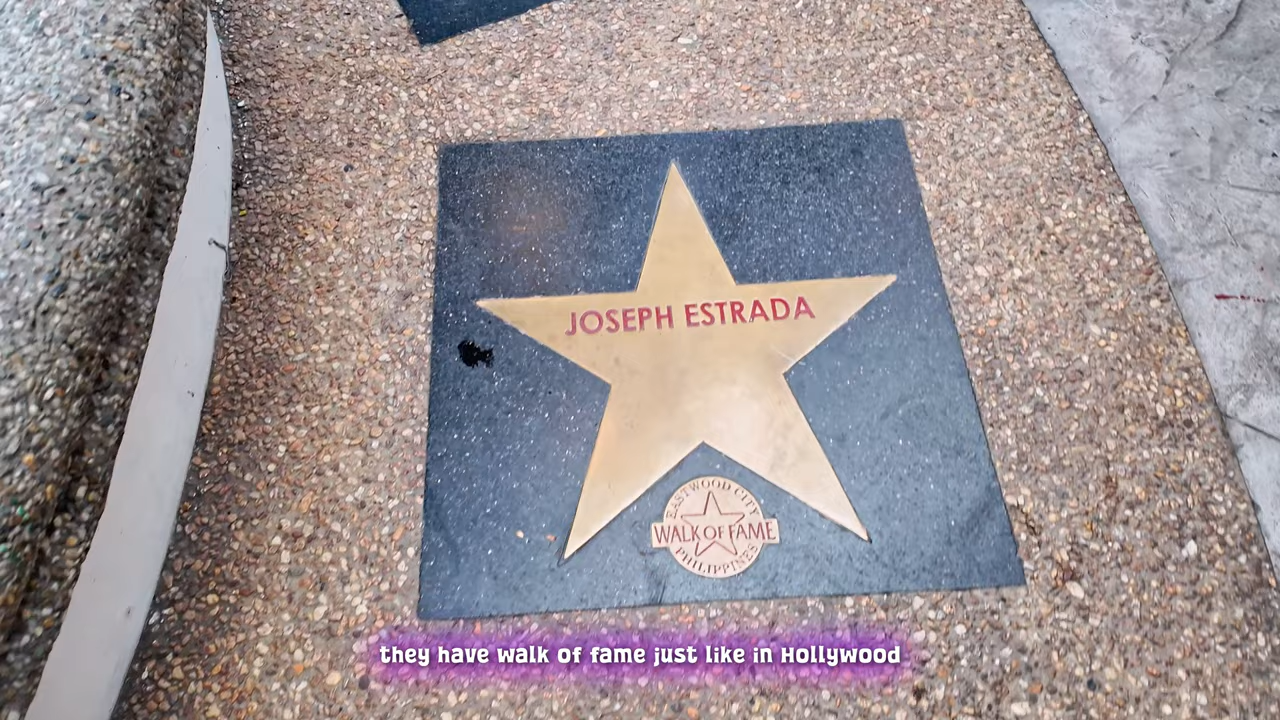 JOSEPH ESTRADA
EASTWOOD CITY
WALK OF FAME
PHILIPPINES
they have walk of fame just like in Hollywood